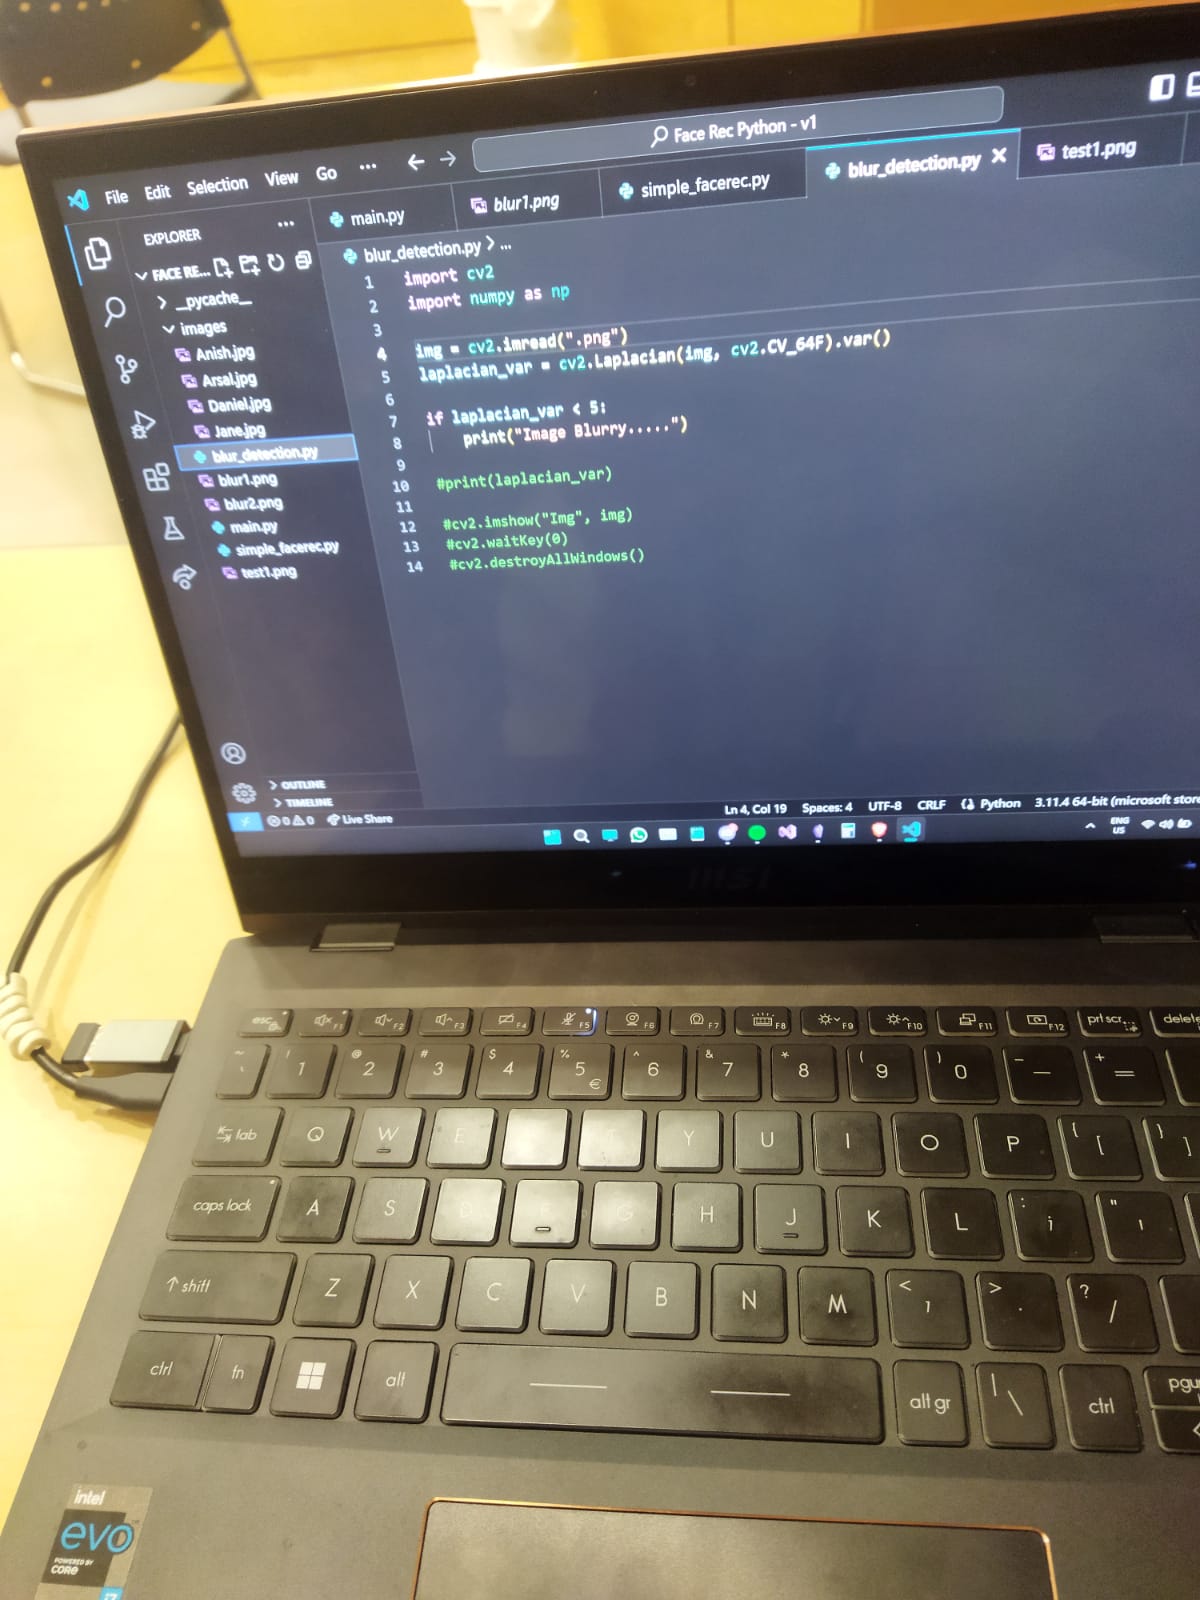 Face Rec Python - v1
File Edit Selection View Go ...
main.py blur1.png simple_facerec.py blur_detection.py test1.png
EXPLORER ...
FACE RE...
__pycache__
images
Anish.jpg
Arsal.jpg
Daniel.jpg
Jane.jpg
blur_detection.py
blur1.png
blur2.png
main.py
simple_facerec.py
test1.png
OUTLINE
TIMELINE
blur_detection.py > ...
1 import cv2
2 import numpy as np
3
4 img = cv2.imread(".png")
5 laplacian_var = cv2.Laplacian(img, cv2.CV_64F).var()
6
7 if laplacian_var < 5:
8 print("Image Blurry.....")
9
10 #print(laplacian_var)
11
12 #cv2.imshow("Img", img)
13 #cv2.waitKey(0)
14 #cv2.destroyAllWindows()
0 0 Live Share Ln 4, Col 19 Spaces: 4 UTF-8 CRLF Python 3.11.4 64-bit (microsoft store
ENG
US
msi
esc F1 F2 F3 F4 F5 F6 F7 F8 F9 F10 F11 F12 prt scr... delete
~ ` ! 1 @ 2 # 3 $ 4 % 5 € ^ 6 & 7 * 8 ( 9 ) 0 _ - + =
tab Q W E T Y U I O P { [ } ]
caps lock A S D F G H J K L : ; " '
shift Z X C V B N M < , > . ? /
ctrl fn alt alt gr | \ ctrl pgu
intel
evo
POWERED BY
CORE
i7